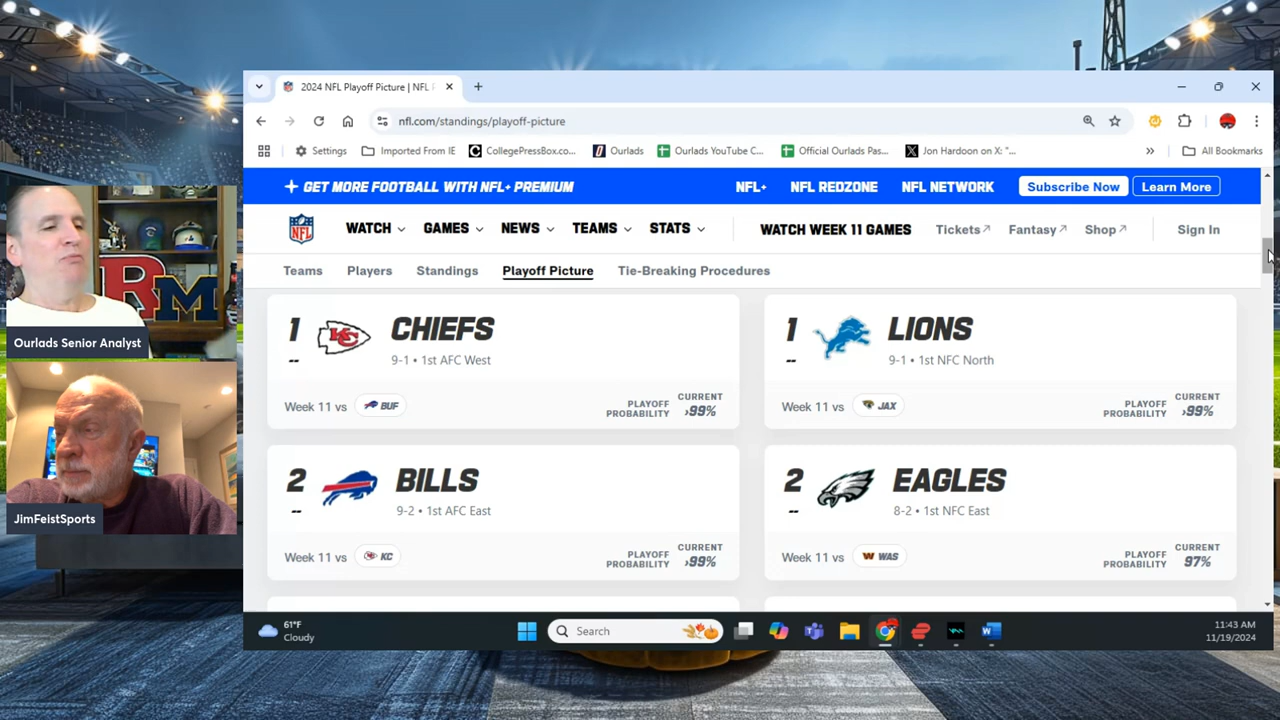 2024 NFL Playoff Picture | NFL
nfl.com/standings/playoff-picture
Settings
Imported From IE
CollegePressBox.co...
Ourlads
Ourlads YouTube C...
Official Ourlads Pas...
Jon Hardoon on X: "...
»
All Bookmarks
GET MORE FOOTBALL WITH NFL+ PREMIUM
NFL+
NFL REDZONE
NFL NETWORK
Subscribe Now
Learn More
NFL
WATCH
GAMES
NEWS
TEAMS
STATS
WATCH WEEK 11 GAMES
Tickets
Fantasy
Shop
Sign In
Teams
Players
Standings
Playoff Picture
Tie-Breaking Procedures
1
--
KC
CHIEFS
9-1 • 1st AFC West
Week 11 vs
BUF
PLAYOFF
PROBABILITY
CURRENT
>99%
1
--
LIONS
9-1 • 1st NFC North
Week 11 vs
JAX
PLAYOFF
PROBABILITY
CURRENT
>99%
2
--
BILLS
9-2 • 1st AFC East
Week 11 vs
KC
PLAYOFF
PROBABILITY
CURRENT
>99%
2
--
EAGLES
8-2 • 1st NFC East
Week 11 vs
W WAS
PLAYOFF
PROBABILITY
CURRENT
97%
R M
Ourlads Senior Analyst
JimFeistSports
61°F
Cloudy
Search
11:43 AM
11/19/2024